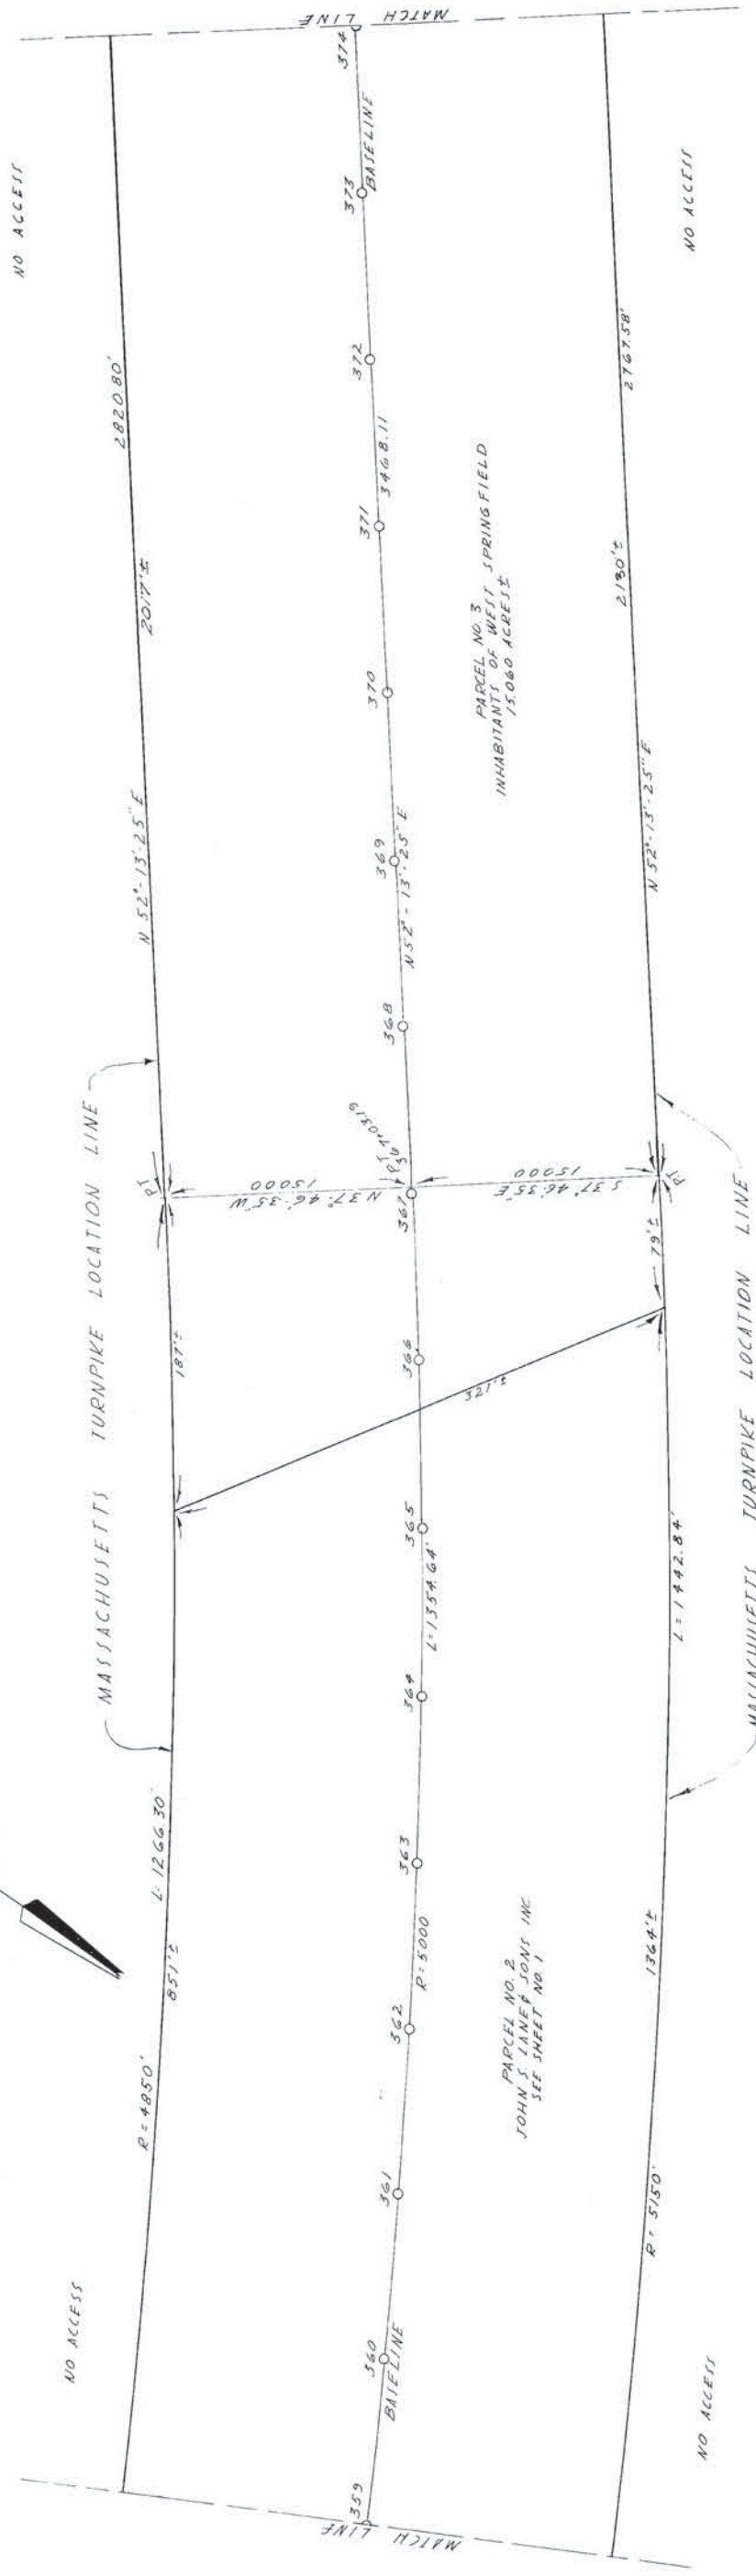 NO ACCESS
NO ACCESS
NO ACCESS
NO ACCESS
MASSACHUSETTS TURNPIKE LOCATION LINE
R = 4850'
851'±
L= 1266.30'
187'±
PT
N 52°-13'-25" E
2017'±
2820.80'
MATCH LINE
359
360
BASELINE
361
362
R=5000
363
364
L=1354.64'
365
366
367
368
N52°-13'-25" E
369
370
371
3468.11
372
373
BASELINE
374
MATCH LINE
N 37°-46'-35" W
150.00
S 37°-46'-35" E
150.00
321'±
PARCEL NO. 2
JOHN S. LANE & SONS INC.
SEE SHEET NO. 1
PARCEL NO. 3
INHABITANTS OF WEST SPRINGFIELD
15.060 ACRES±
R= 5150'
1364'±
L= 1442.84'
79'±
PT
N 52°-13'-25" E
2130'±
2767.58'
MASSACHUSETTS TURNPIKE LOCATION LINE